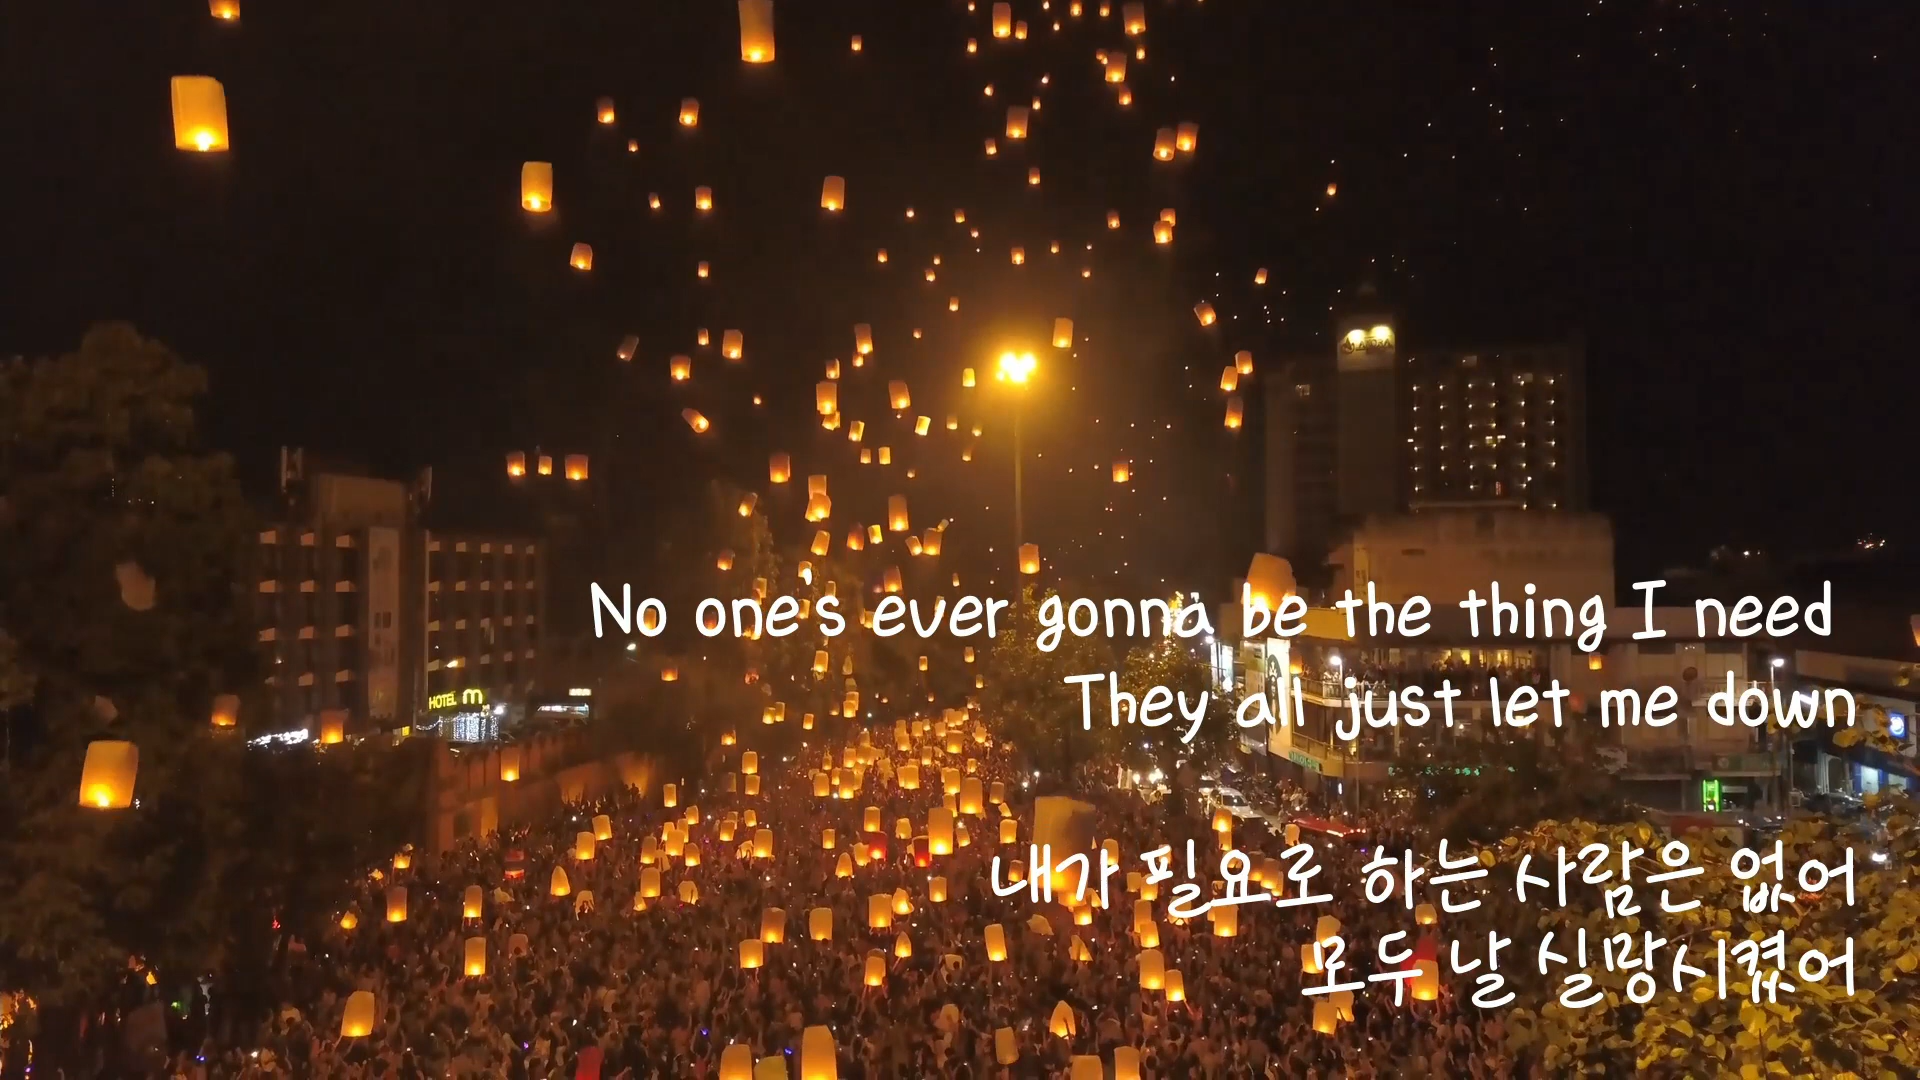 No one's ever gonna be the thing I need
They all just let me down
내가 필요로 하는 사람은 없어
모두 날 실망시켰어
HOTEL m